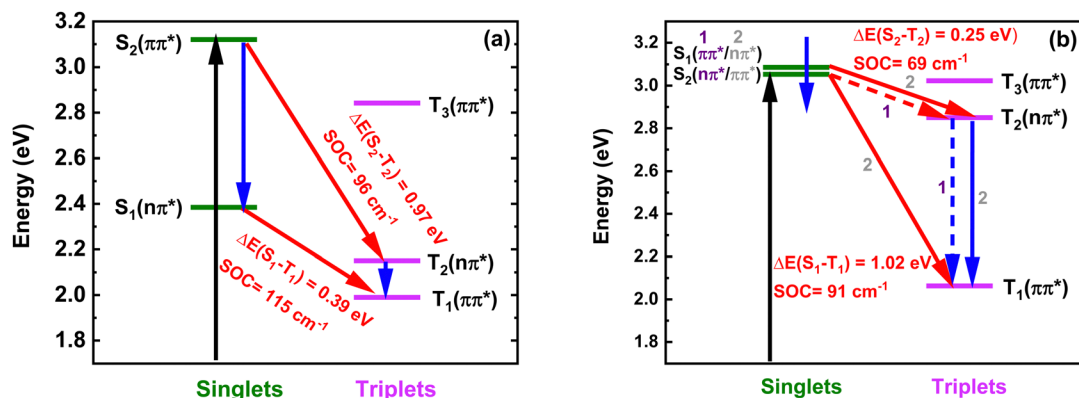 (a)
Energy (eV)
3.2
3.0
2.8
2.6
2.4
2.2
2.0
1.8
S₂(ππ*)
S₁(nπ*)
T₃(ππ*)
T₂(nπ*)
T₁(ππ*)
ΔE(S₂-T₂) = 0.97 eV
SOC= 96 cm⁻¹
ΔE(S₁-T₁) = 0.39 eV
SOC= 115 cm⁻¹
Singlets
Triplets
(b)
Energy (eV)
3.2
3.0
2.8
2.6
2.4
2.2
2.0
1.8
1 2
S₁(ππ*/nπ*)
S₂(nπ*/ππ*)
ΔE(S₂-T₂) = 0.25 eV)
SOC= 69 cm⁻¹
2
1
2
1
2
T₃(ππ*)
T₂(nπ*)
T₁(ππ*)
ΔE(S₁-T₁) = 1.02 eV
SOC= 91 cm⁻¹
Singlets
Triplets